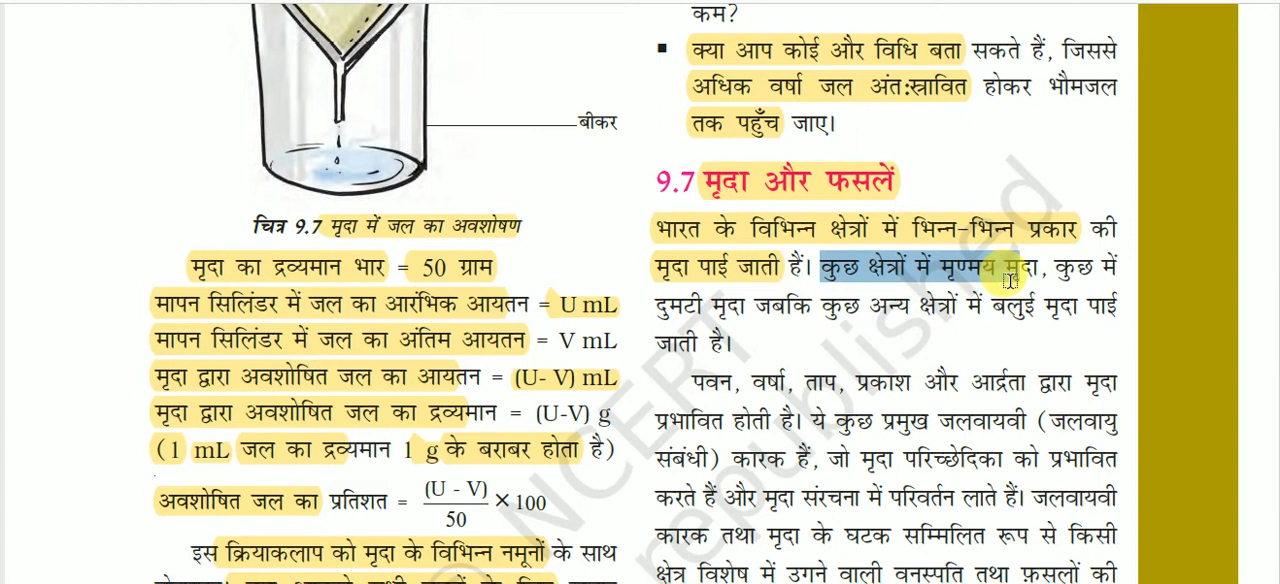 बीकर
चित्र 9.7 मृदा में जल का अवशोषण
मृदा का द्रव्यमान भार = 50 ग्राम
मापन सिलिंडर में जल का आरंभिक आयतन = U mL
मापन सिलिंडर में जल का अंतिम आयतन = V mL
मृदा द्वारा अवशोषित जल का आयतन = (U- V) mL
मृदा द्वारा अवशोषित जल का द्रव्यमान = (U-V) g
(1 mL जल का द्रव्यमान 1 g के बराबर होता है)
अवशोषित जल का प्रतिशत = (U - V)/50 × 100
इस क्रियाकलाप को मृदा के विभिन्न नमूनों के साथ
कम?
▪ क्या आप कोई और विधि बता सकते हैं, जिससे
अधिक वर्षा जल अंत:स्रावित होकर भौमजल
तक पहुँच जाए।
9.7 मृदा और फसलें
भारत के विभिन्न क्षेत्रों में भिन्न-भिन्न प्रकार की
मृदा पाई जाती हैं। कुछ क्षेत्रों में मृण्मय मृदा, कुछ में
दुमटी मृदा जबकि कुछ अन्य क्षेत्रों में बलुई मृदा पाई
जाती है।
पवन, वर्षा, ताप, प्रकाश और आर्द्रता द्वारा मृदा
प्रभावित होती है। ये कुछ प्रमुख जलवायवी (जलवायु
संबंधी) कारक हैं, जो मृदा परिच्छेदिका को प्रभावित
करते हैं और मृदा संरचना में परिवर्तन लाते हैं। जलवायवी
कारक तथा मृदा के घटक सम्मिलित रूप से किसी
क्षेत्र विशेष में उगने वाली वनस्पति तथा फ़सलों की
© NCERT
republished